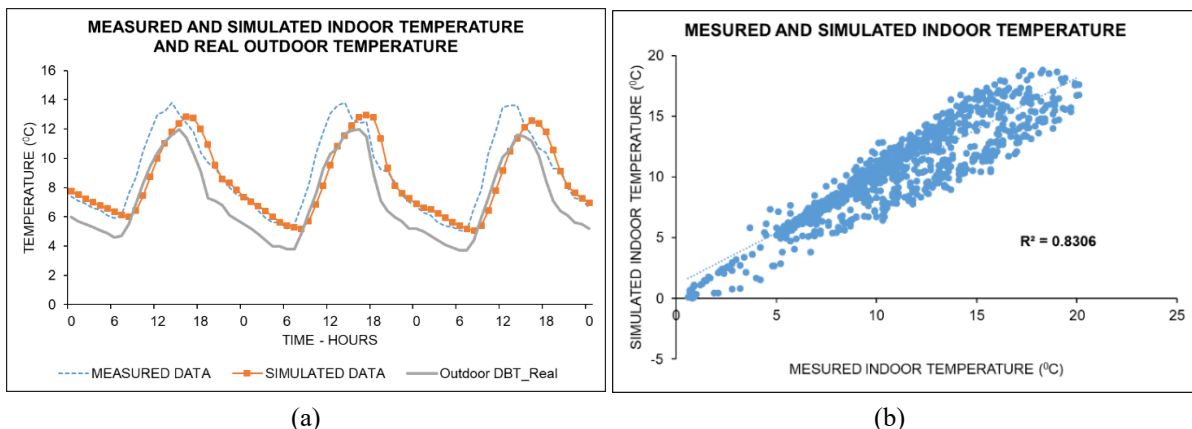 MEASURED AND SIMULATED INDOOR TEMPERATURE
AND REAL OUTDOOR TEMPERATURE
TEMPERATURE (⁰C)
16
14
12
10
8
6
4
2
0
0 6 12 18 0 6 12 18 0 6 12 18 0
TIME - HOURS
MEASURED DATA SIMULATED DATA Outdoor DBT_Real
(a)
MESURED AND SIMULATED INDOOR TEMPERATURE
SIMULATED INDOOR TEMPERATURE (⁰C)
20
15
10
5
0
-5
R² = 0.8306
0 5 10 15 20 25
MESURED INDOOR TEMPERATURE (⁰C)
(b)